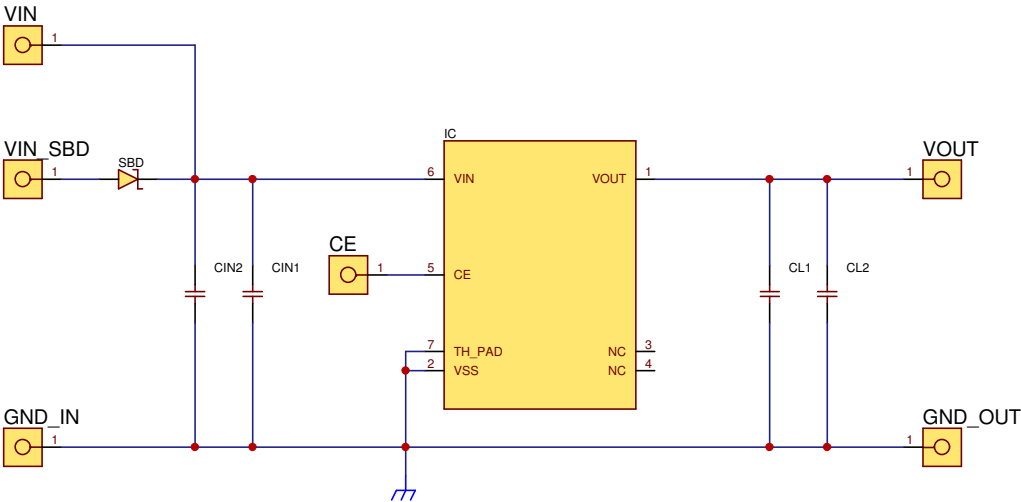 VIN
1
IC
VIN_SBD
1
SBD
6
VIN
VOUT
1
VOUT
1
CE
1
5
CE
CIN2
CIN1
CL1
CL2
7
TH_PAD
NC
3
2
VSS
NC
4
GND_IN
1
GND_OUT
1